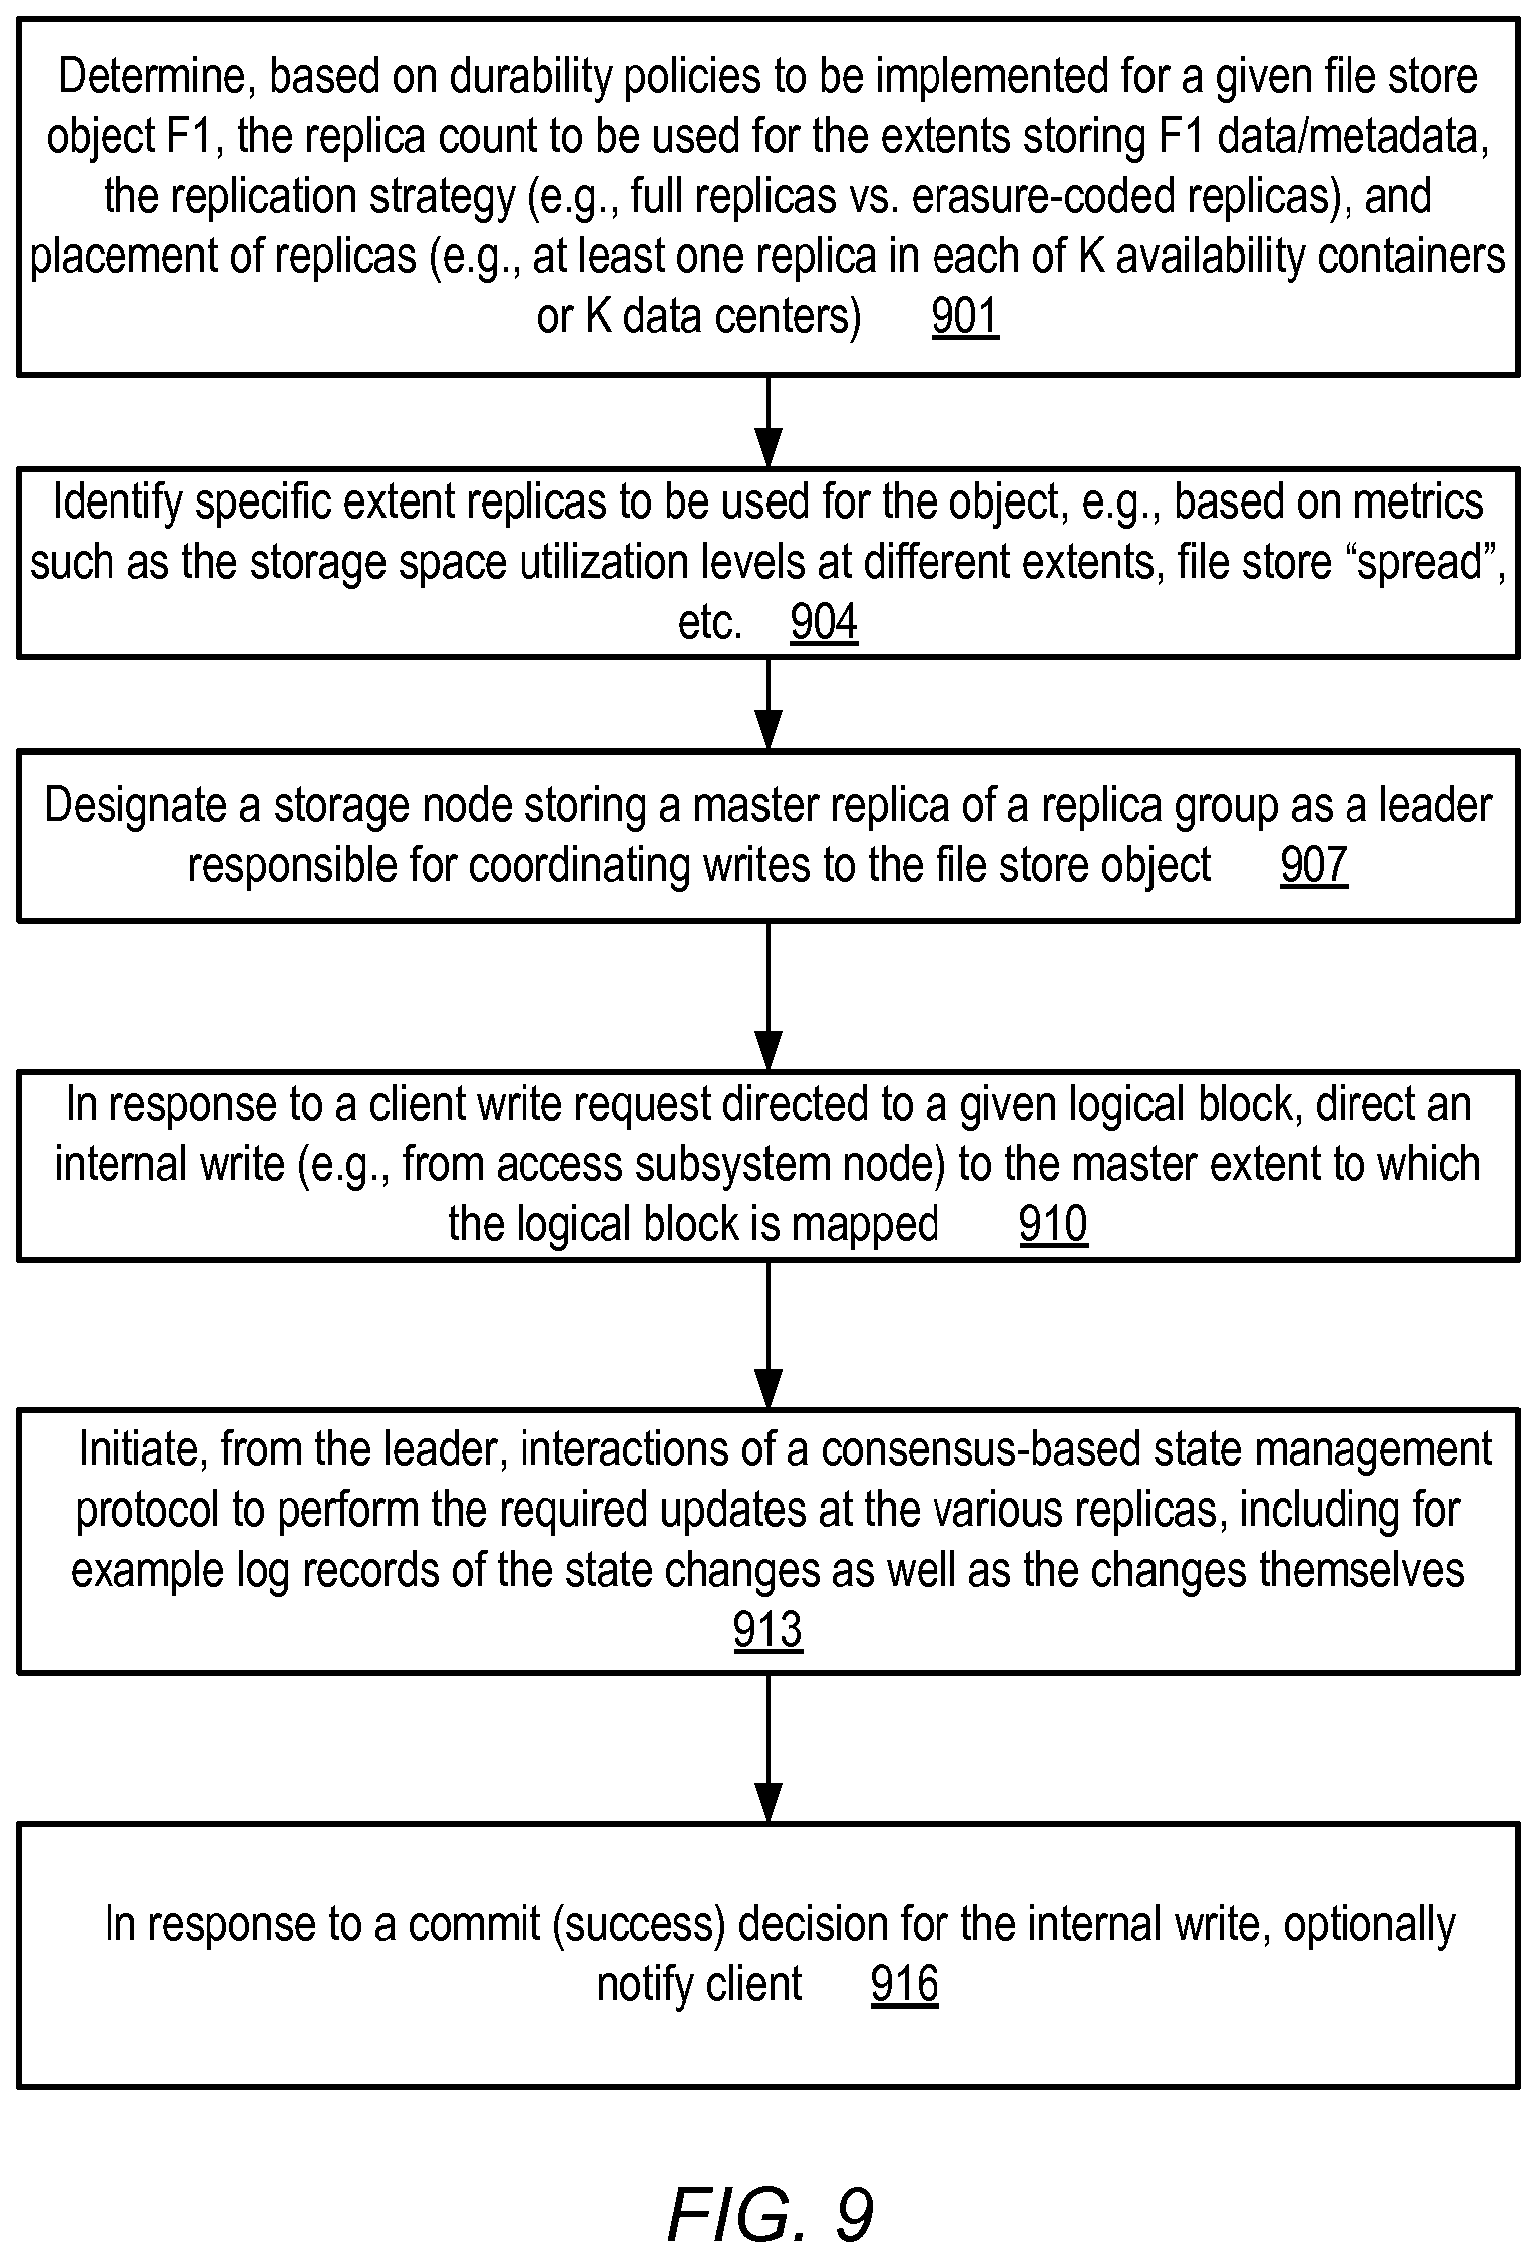 Determine, based on durability policies to be implemented for a given file store
object F1, the replica count to be used for the extents storing F1 data/metadata,
the replication strategy (e.g., full replicas vs. erasure-coded replicas), and
placement of replicas (e.g., at least one replica in each of K availability containers
or K data centers) 901
Identify specific extent replicas to be used for the object, e.g., based on metrics
such as the storage space utilization levels at different extents, file store “spread”,
etc. 904
Designate a storage node storing a master replica of a replica group as a leader
responsible for coordinating writes to the file store object 907
In response to a client write request directed to a given logical block, direct an
internal write (e.g., from access subsystem node) to the master extent to which
the logical block is mapped 910
Initiate, from the leader, interactions of a consensus-based state management
protocol to perform the required updates at the various replicas, including for
example log records of the state changes as well as the changes themselves
913
In response to a commit (success) decision for the internal write, optionally
notify client 916
FIG. 9